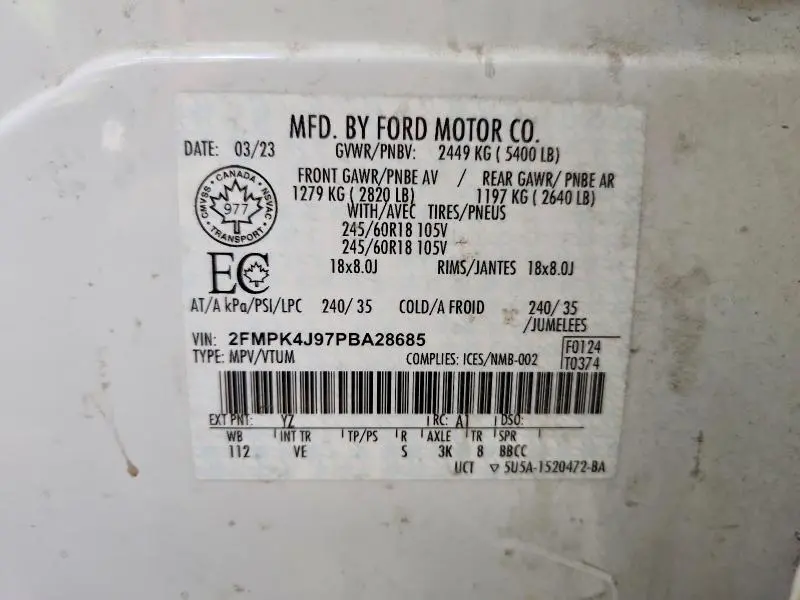 MFD. BY FORD MOTOR CO.
DATE: 03/23 GVWR/PNBV: 2449 KG ( 5400 LB)
FRONT GAWR/PNBE AV / REAR GAWR/ PNBE AR
1279 KG ( 2820 LB) 1197 KG ( 2640 LB)
WITH/AVEC TIRES/PNEUS
245/60R18 105V
245/60R18 105V
18x8.0J RIMS/JANTES 18x8.0J
CANADA
CMVSS NSVAC
977
TRANSPORT
EC
AT/A kPa/PSI/LPC 240/ 35 COLD/A FROID 240/ 35
/JUMELEES
VIN: 2FMPK4J97PBA28685
TYPE: MPV/VTUM COMPLIES: ICES/NMB-002
F0124
T0374
EXT PNT: YZ RC: A1 DSO:
WB INT TR TP/PS R AXLE TR SPR
112 VE S 3K 8 BBCC
UCT ▽ 5U5A-1520472-BA